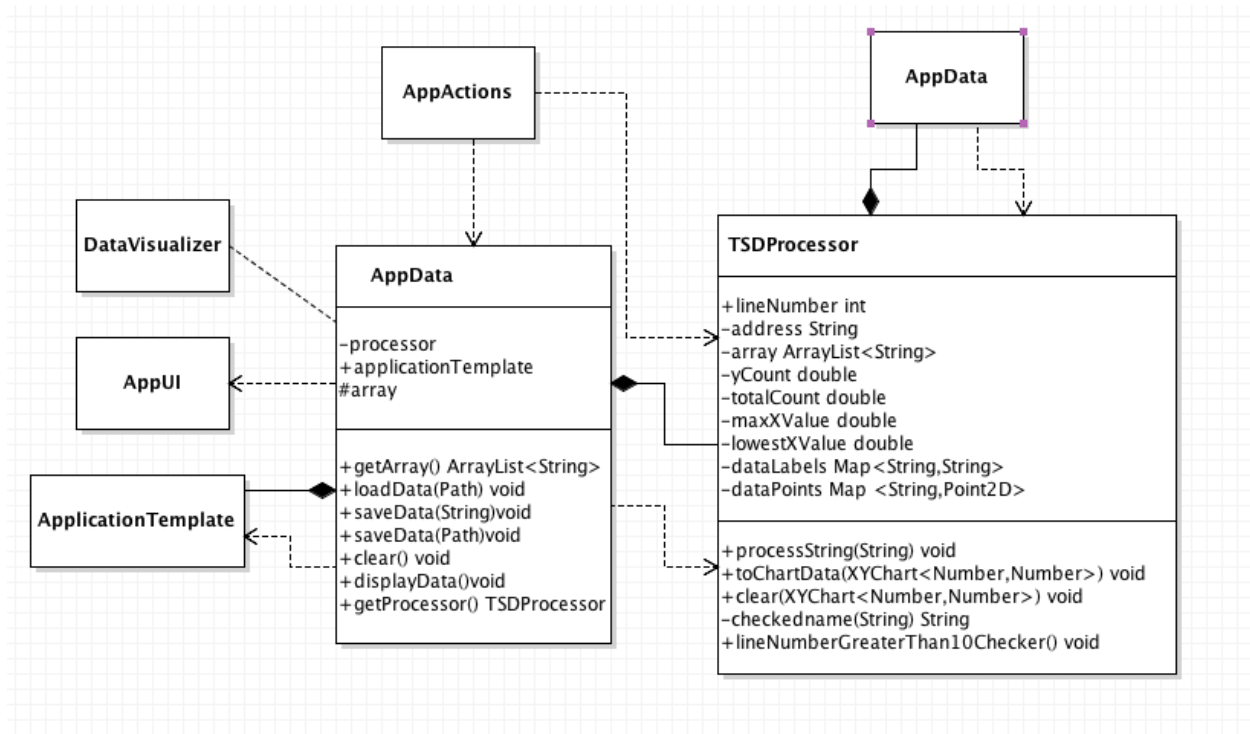 AppActions
AppData
DataVisualizer
AppUI
ApplicationTemplate
AppData
-processor
+applicationTemplate
#array
+getArray() ArrayList<String>
+loadData(Path) void
+saveData(String)void
+saveData(Path)void
+clear() void
+displayData()void
+getProcessor() TSDProcessor
TSDProcessor
+lineNumber int
-address String
-array ArrayList<String>
-yCount double
-totalCount double
-maxXValue double
-lowestXValue double
-dataLabels Map<String,String>
-dataPoints Map <String,Point2D>
+processString(String) void
+toChartData(XYChart<Number,Number>) void
+clear(XYChart<Number,Number>) void
-checkedname(String) String
+lineNumberGreaterThan10Checker() void